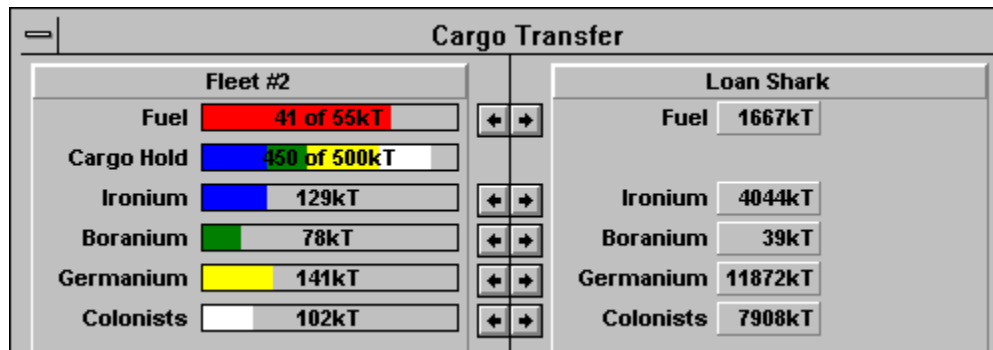 Cargo Transfer
Fleet #2 Loan Shark
Fuel 41 of 55kT Fuel 1667kT
Cargo Hold 450 of 500kT
Ironium 129kT Ironium 4044kT
Boranium 78kT Boranium 39kT
Germanium 141kT Germanium 11872kT
Colonists 102kT Colonists 7908kT